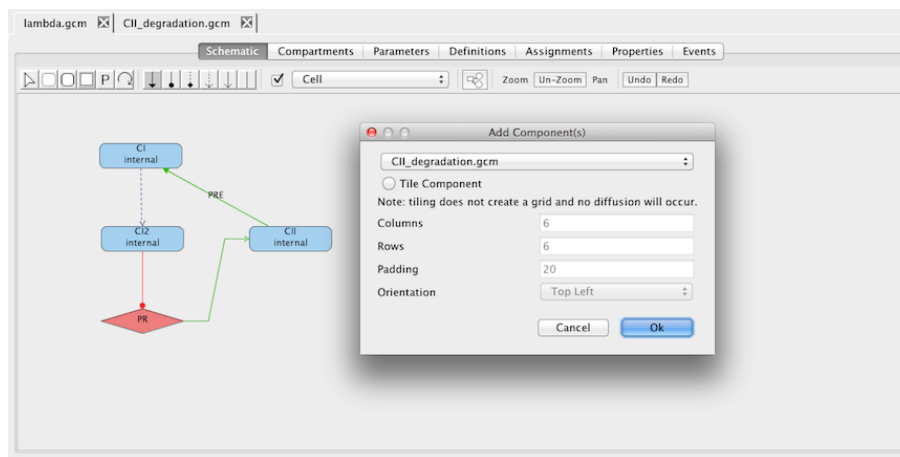 lambda.gcm CII_degradation.gcm
Schematic Compartments Parameters Definitions Assignments Properties Events
P Cell Zoom Un-Zoom Pan Undo Redo
Add Component(s)
CII_degradation.gcm
Tile Component
Note: tiling does not create a grid and no diffusion will occur.
Columns 6
Rows 6
Padding 20
Orientation Top Left
Cancel Ok
CI
internal
PRE
CI2
internal
CII
internal
PR